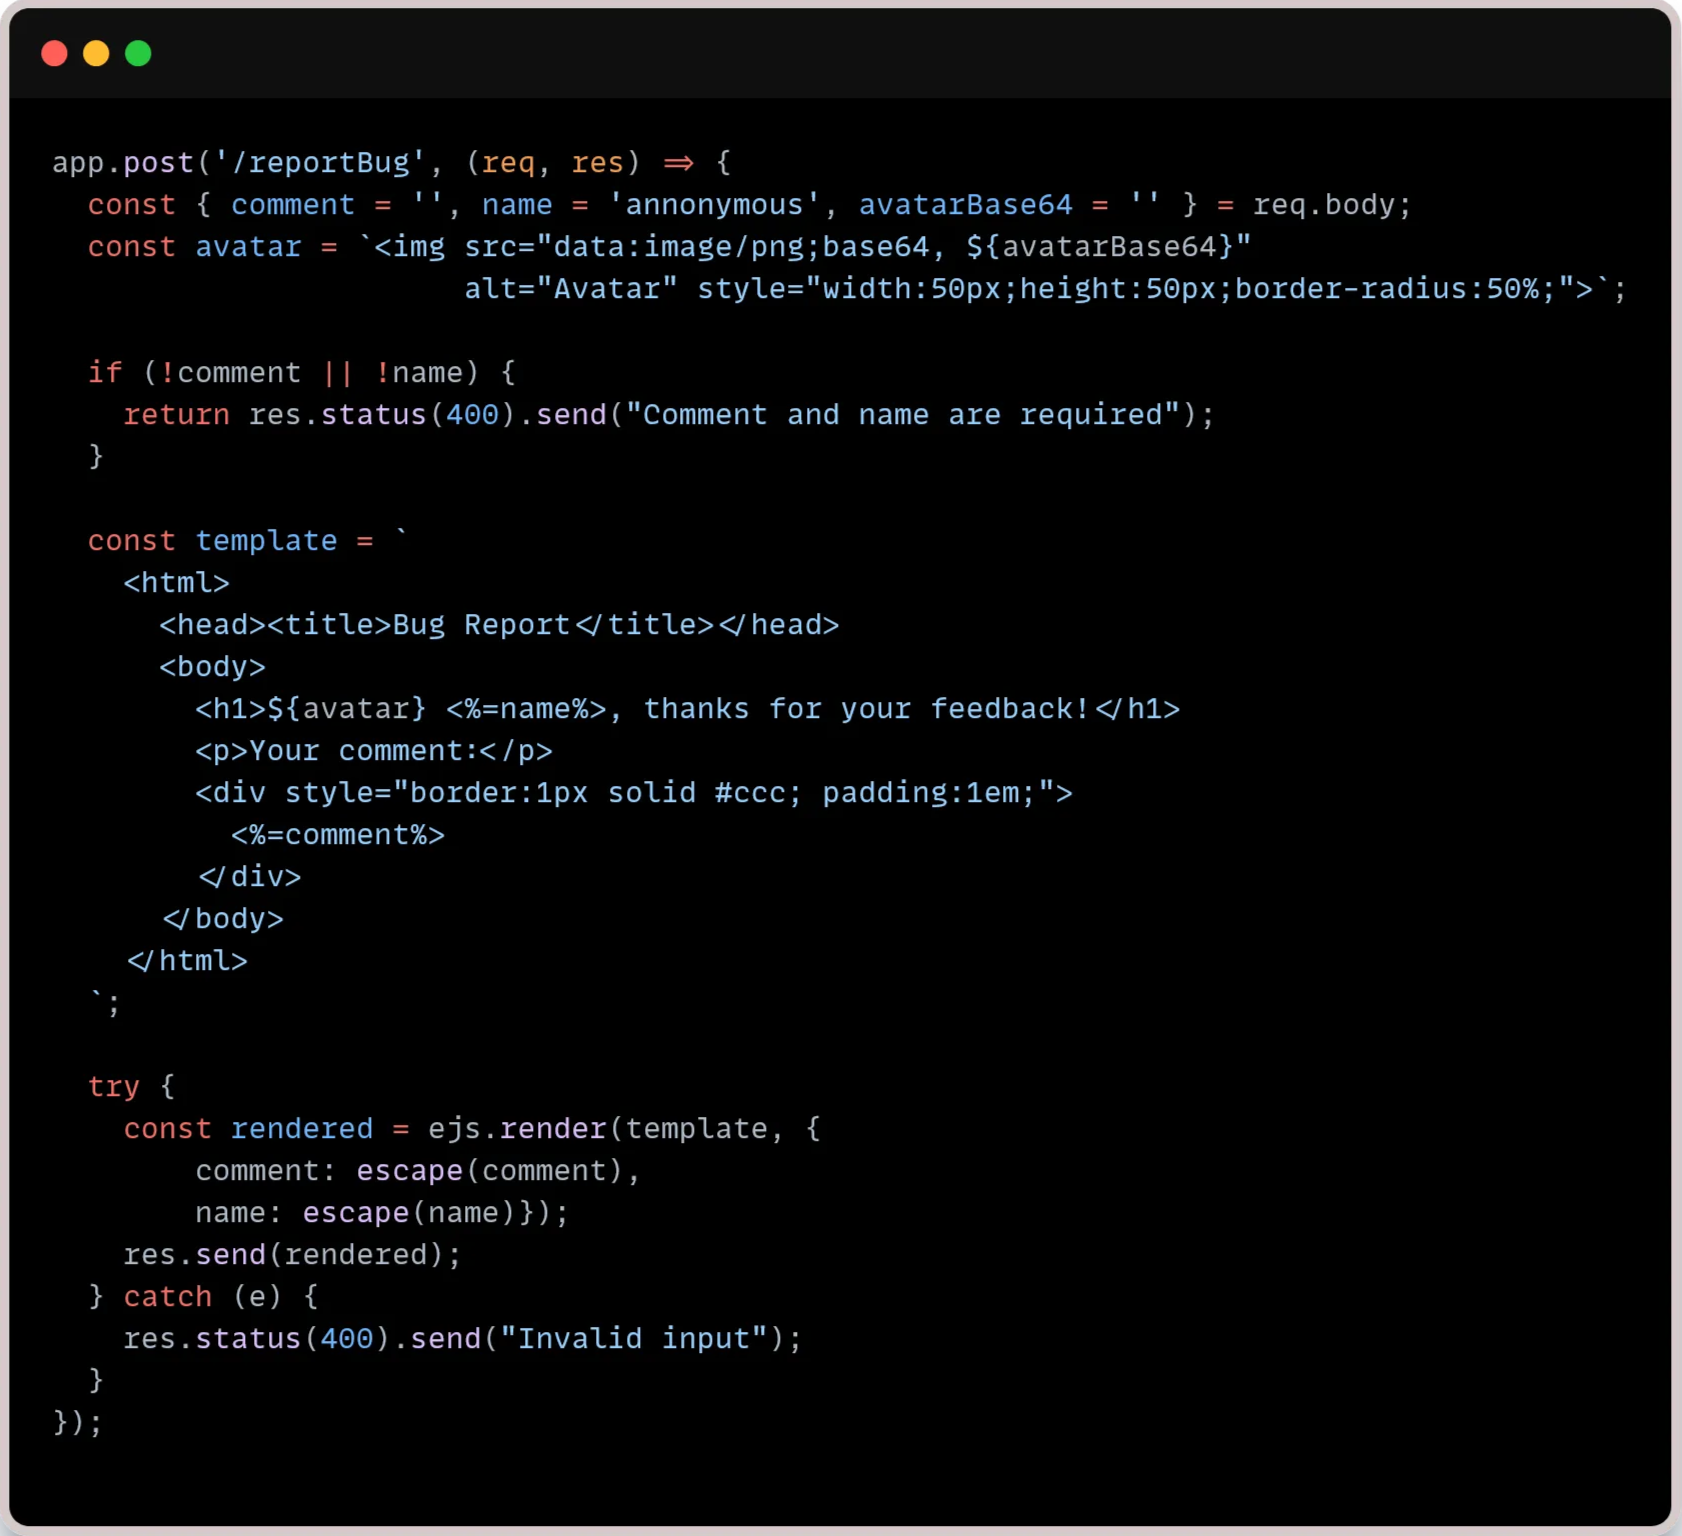 app.post('/reportBug', (req, res) => {
  const { comment = '', name = 'annonymous', avatarBase64 = '' } = req.body;
  const avatar = `<img src="data:image/png;base64, ${avatarBase64}"
                       alt="Avatar" style="width:50px;height:50px;border-radius:50%;">`;

  if (!comment || !name) {
    return res.status(400).send("Comment and name are required");
  }

  const template = `
    <html>
      <head><title>Bug Report</title></head>
      <body>
        <h1>${avatar} <%=name%>, thanks for your feedback!</h1>
        <p>Your comment:</p>
        <div style="border:1px solid #ccc; padding:1em;">
          <%=comment%>
        </div>
      </body>
    </html>
  `;

  try {
    const rendered = ejs.render(template, {
        comment: escape(comment),
        name: escape(name)});
    res.send(rendered);
  } catch (e) {
    res.status(400).send("Invalid input");
  }
});